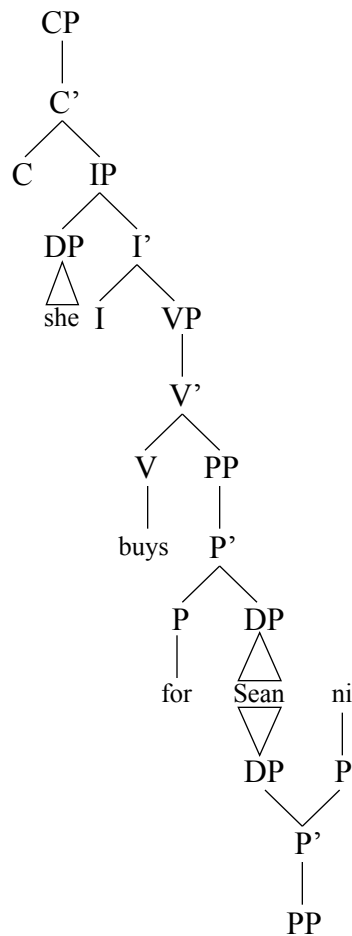 CP
C’
C IP
DP I’
she I VP
V’
V PP
buys P’
P DP
for Sean ni
DP P
P’
PP